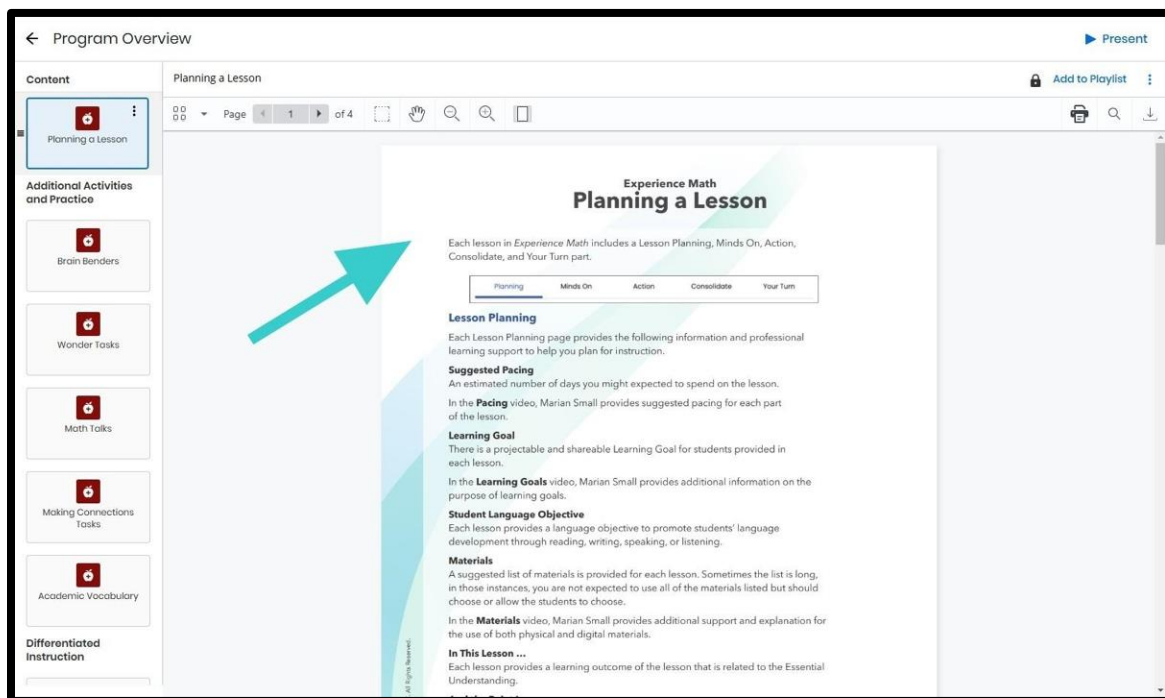 Program Overview
Present
Content
Planning a Lesson
Additional Activities
and Practice
Brain Benders
Wonder Tasks
Math Talks
Making Connections
Tasks
Academic Vocabulary
Differentiated
Instruction
Planning a Lesson
Add to Playlist
Page 1 of 4
Experience Math
Planning a Lesson
Each lesson in Experience Math includes a Lesson Planning, Minds On, Action,
Consolidate, and Your Turn part.
Planning Minds On Action Consolidate Your Turn
Lesson Planning
Each Lesson Planning page provides the following information and professional
learning support to help you plan for instruction.
Suggested Pacing
An estimated number of days you might expected to spend on the lesson.
In the Pacing video, Marian Small provides suggested pacing for each part
of the lesson.
Learning Goal
There is a projectable and shareable Learning Goal for students provided in
each lesson.
In the Learning Goals video, Marian Small provides additional information on the
purpose of learning goals.
Student Language Objective
Each lesson provides a language objective to promote students' language
development through reading, writing, speaking, or listening.
Materials
A suggested list of materials is provided for each lesson. Sometimes the list is long,
in those instances, you are not expected to use all of the materials listed but should
choose or allow the students to choose.
In the Materials video, Marian Small provides additional support and explanation for
the use of both physical and digital materials.
In This Lesson ...
Each lesson provides a learning outcome of the lesson that is related to the Essential
Understanding.
All Rights Reserved.